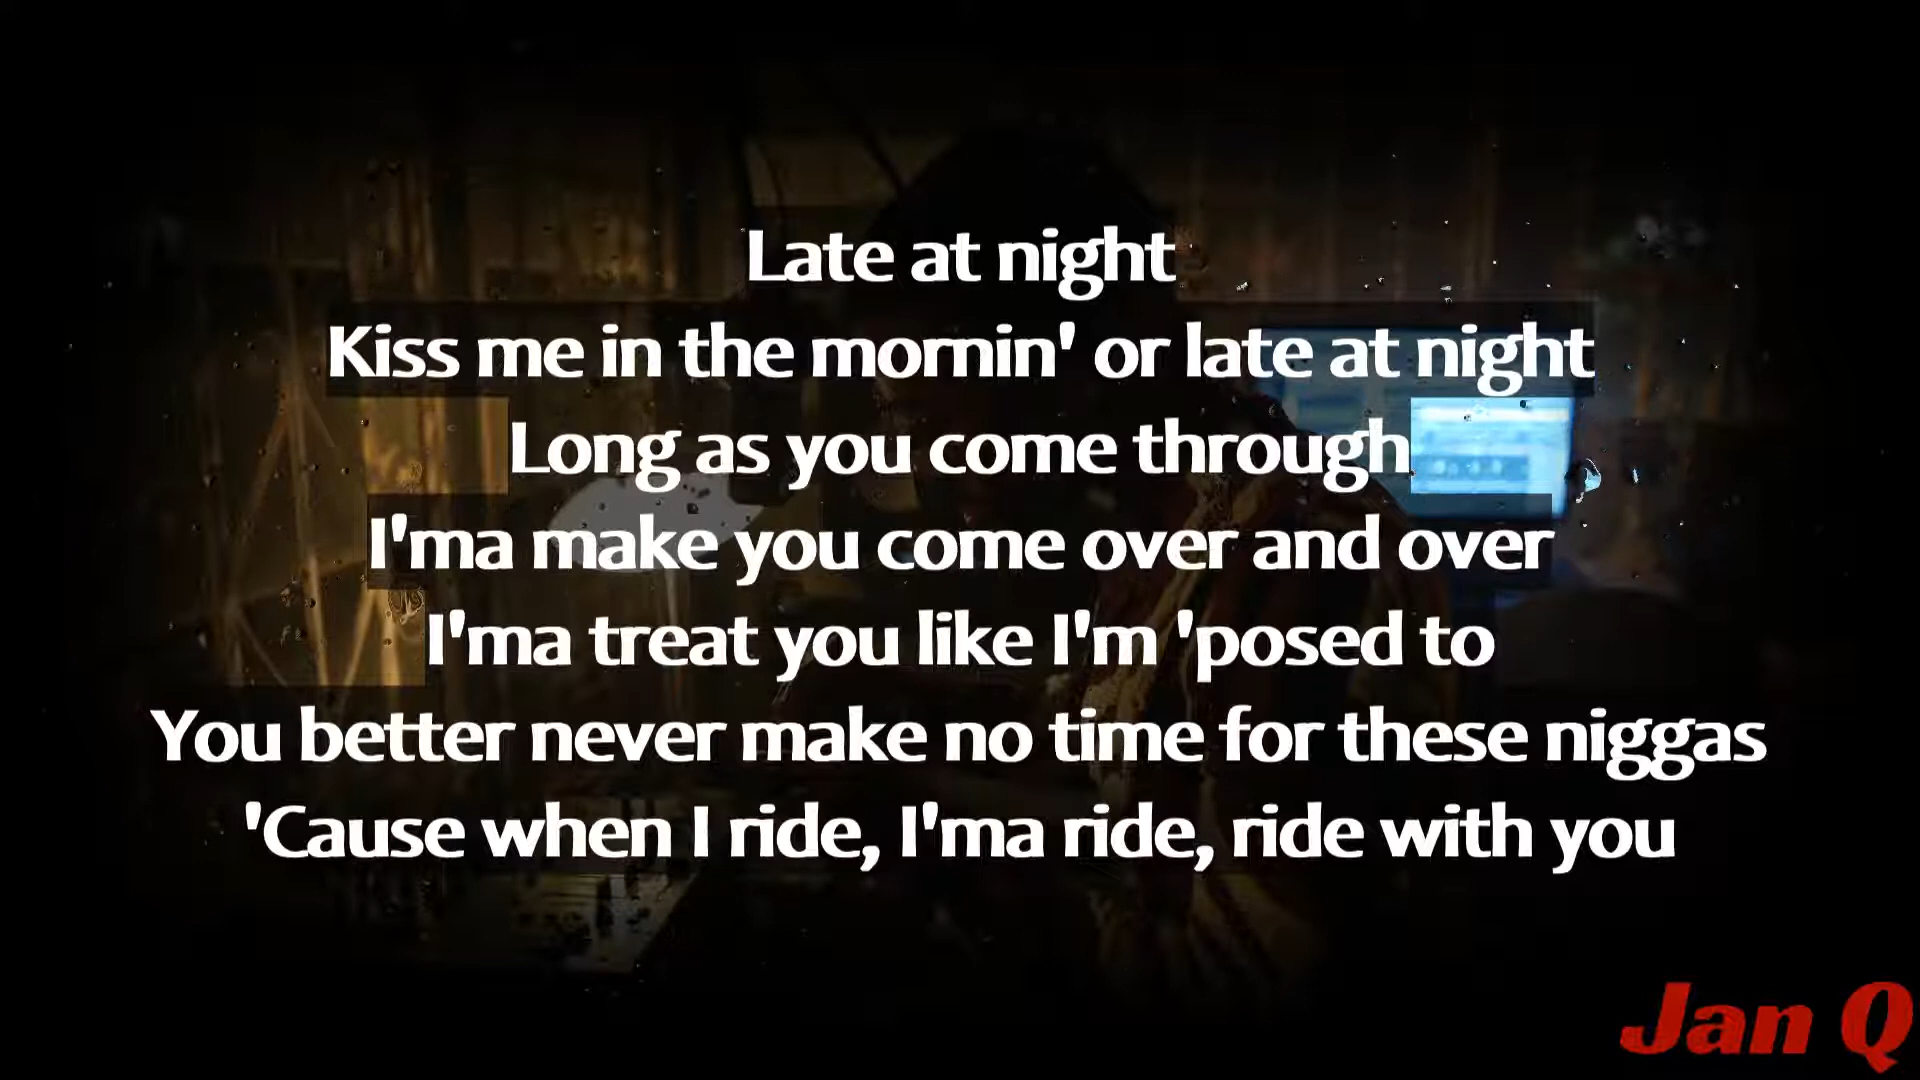 Late at night
Kiss me in the mornin' or late at night
Long as you come through
I'ma make you come over and over
I'ma treat you like I'm 'posed to
You better never make no time for these niggas
'Cause when I ride, I'ma ride, ride with you
Jan Q